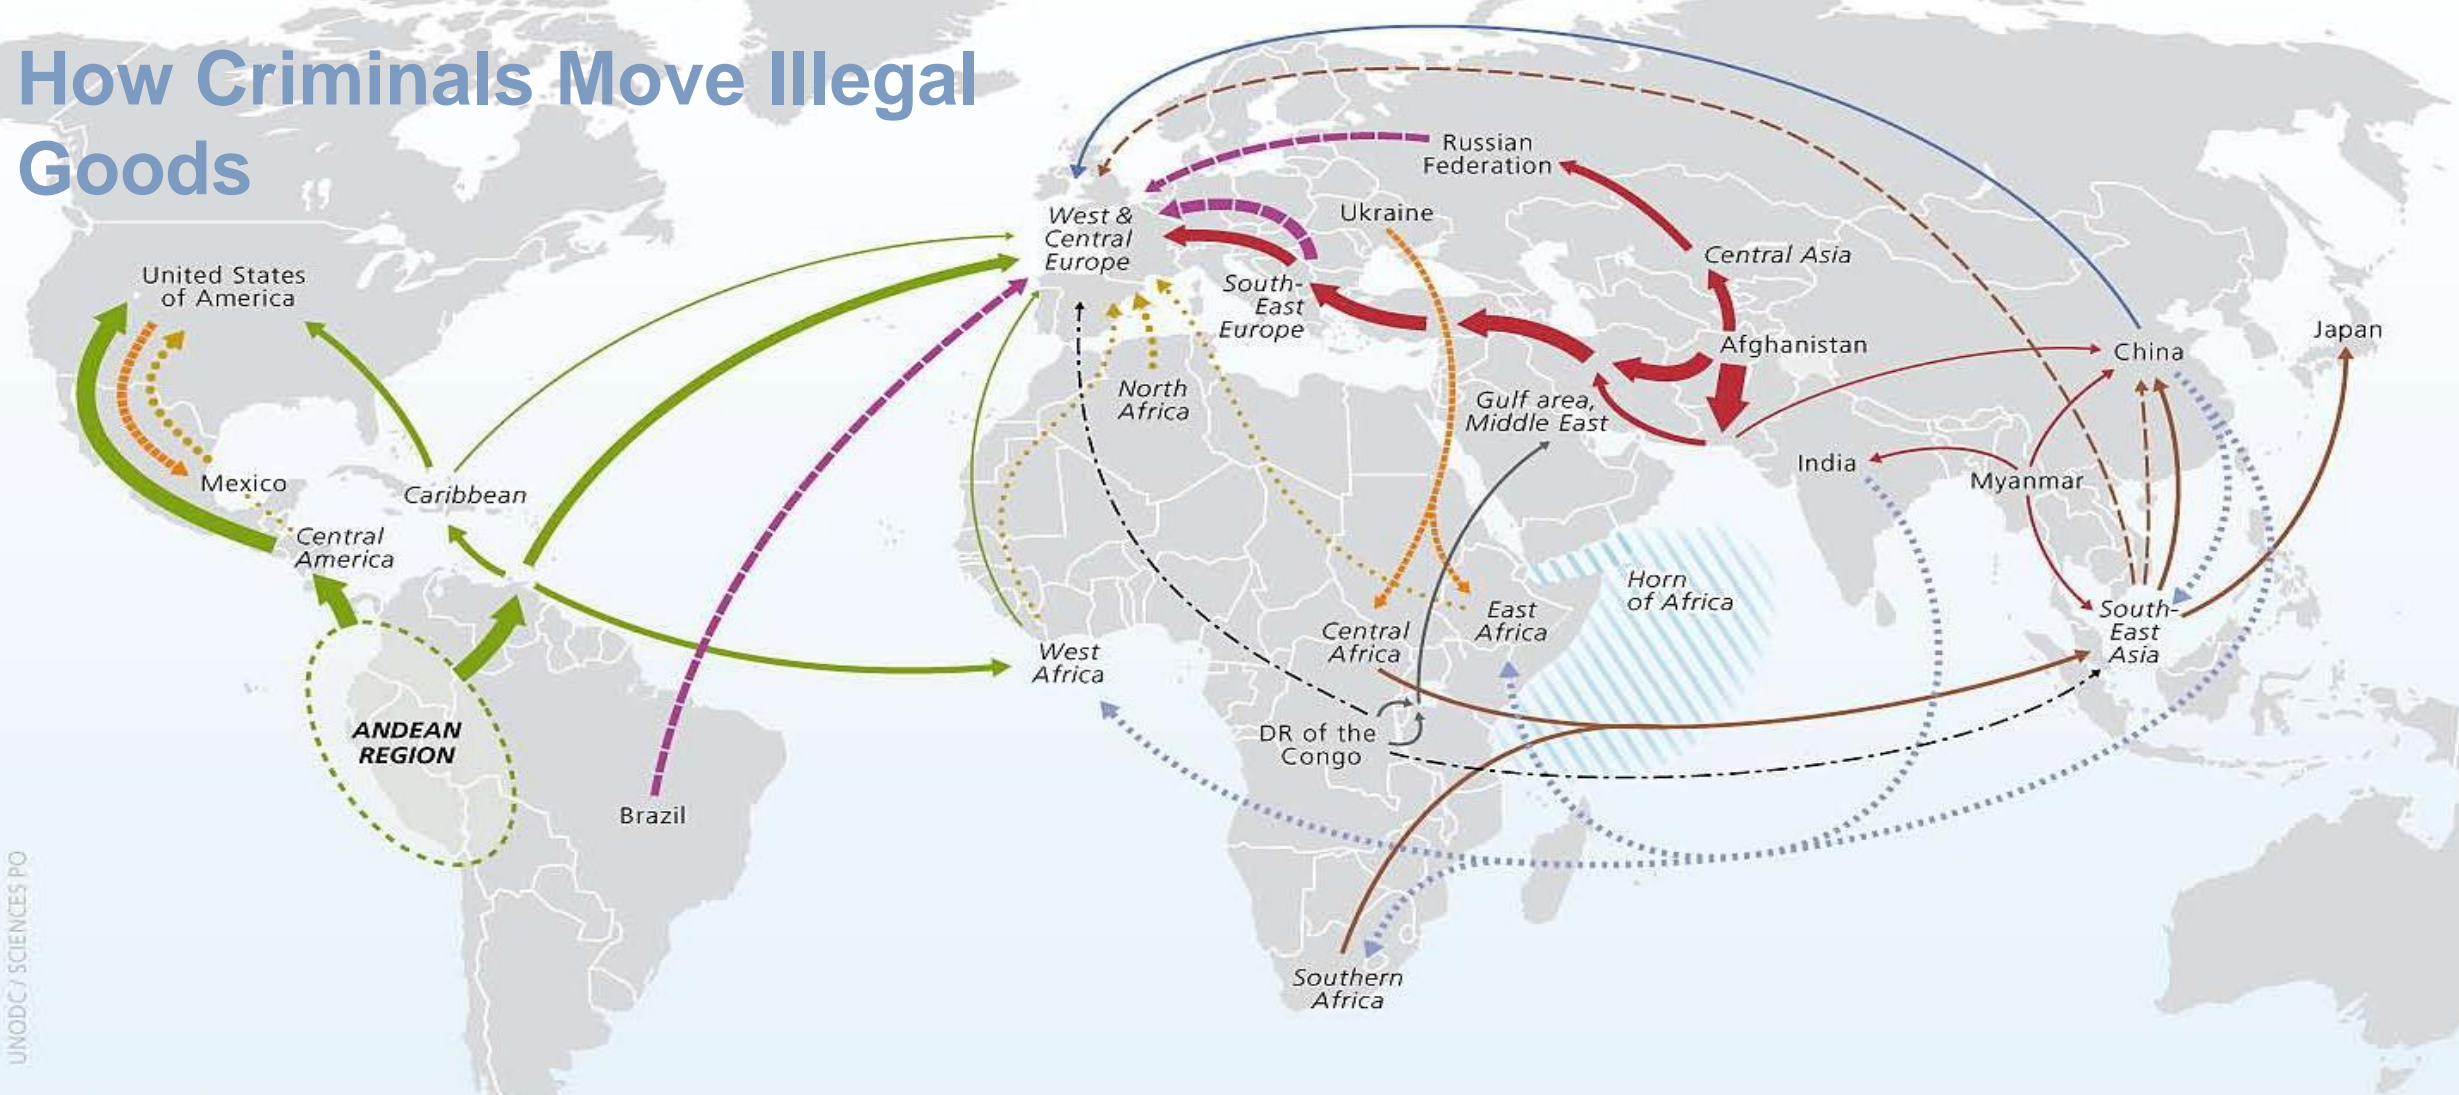 How Criminals Move Illegal
Goods
Russian
Federation
West &
Central
Europe
Ukraine
Central Asia
United States
of America
South-
East
Europe
Japan
Afghanistan
China
North
Africa
Gulf area,
Middle East
India
Myanmar
Mexico
Caribbean
Central
America
Horn
of Africa
East
Africa
South-
East
Asia
Central
Africa
West
Africa
ANDEAN
REGION
DR of the
Congo
Brazil
Southern
Africa
UNODC / SCIENCES PO